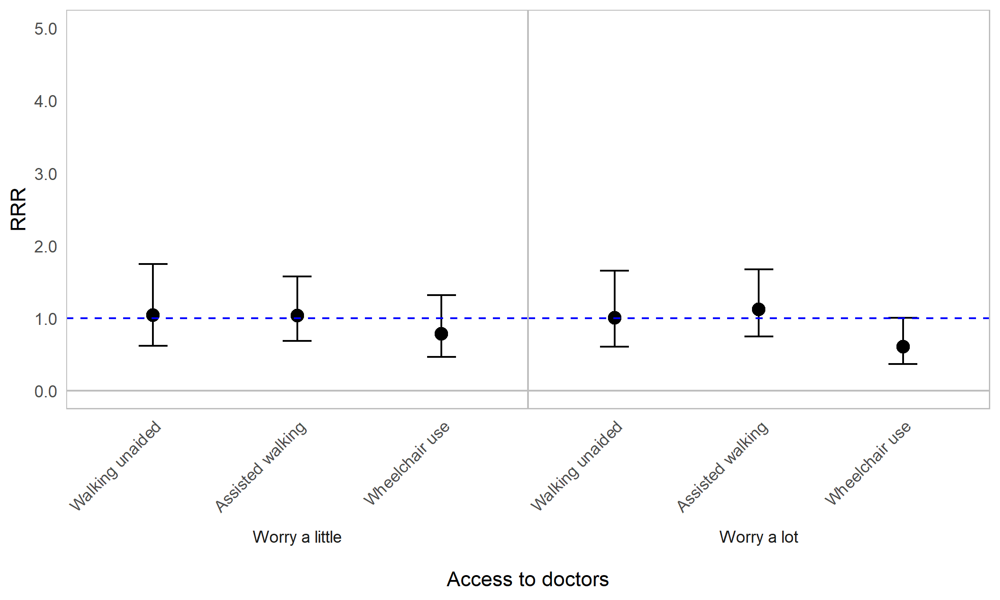 5.0
4.0
3.0
2.0
1.0
0.0
RRR
Walking unaided
Assisted walking
Wheelchair use
Walking unaided
Assisted walking
Wheelchair use
Worry a little
Worry a lot
Access to doctors